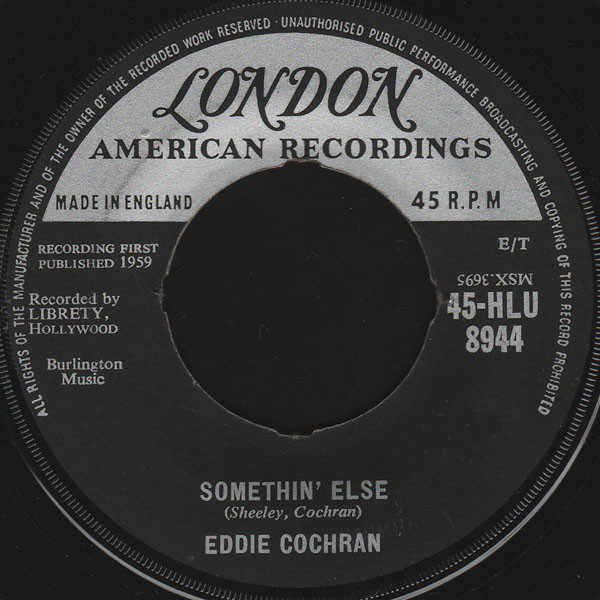 ALL RIGHTS OF THE MANUFACTURER AND OF THE OWNER OF THE RECORDED WORK RESERVED · UNAUTHORISED PUBLIC PERFORMANCE BROADCASTING AND COPYING OF THIS RECORD PROHIBITED
LONDON
AMERICAN RECORDINGS
MADE IN ENGLAND
45 R.P.M
RECORDING FIRST
PUBLISHED 1959
E/T
MSX.3695
Recorded by
LIBRETY,
HOLLYWOOD
45-HLU
8944
Burlington
Music
SOMETHIN' ELSE
(Sheeley, Cochran)
EDDIE COCHRAN